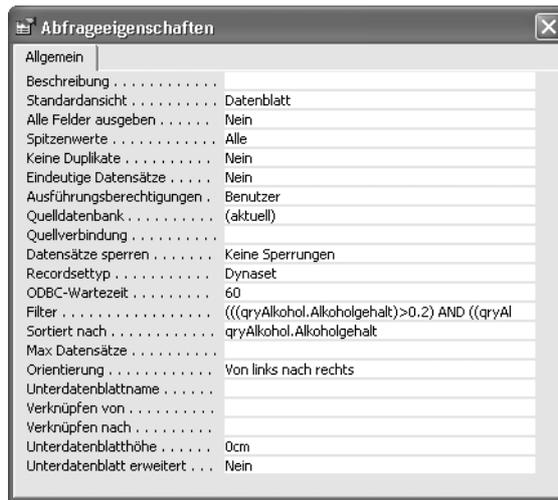 Abfrageeigenschaften
Allgemein
Beschreibung . . . . . . . . . . . .
Standardansicht . . . . . . . . . . Datenblatt
Alle Felder ausgeben . . . . . . Nein
Spitzenwerte . . . . . . . . . . . . Alle
Keine Duplikate . . . . . . . . . . Nein
Eindeutige Datensätze . . . . . Nein
Ausführungsberechtigungen . Benutzer
Quelldatenbank . . . . . . . . . . (aktuell)
Quellverbindung . . . . . . . . . .
Datensätze sperren . . . . . . . Keine Sperrungen
Recordsettyp . . . . . . . . . . . Dynaset
ODBC-Wartezeit . . . . . . . . . 60
Filter . . . . . . . . . . . . . . . . . . (((qryAlkohol.Alkoholgehalt)>0.2) AND ((qryAl
Sortiert nach . . . . . . . . . . . . qryAlkohol.Alkoholgehalt
Max Datensätze . . . . . . . . . .
Orientierung . . . . . . . . . . . . Von links nach rechts
Unterdatenblattname . . . . . .
Verknüpfen von . . . . . . . . . .
Verknüpfen nach . . . . . . . . .
Unterdatenblatthöhe . . . . . . 0cm
Unterdatenblatt erweitert . . . Nein